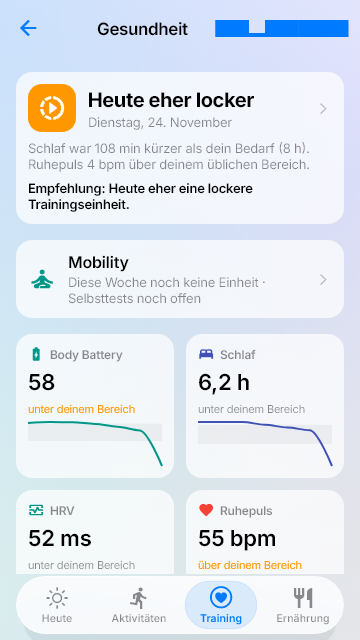 Gesundheit
Heute eher locker
Dienstag, 24. November
Schlaf war 108 min kürzer als dein Bedarf (8 h).
Ruhepuls 4 bpm über deinem üblichen Bereich.
Empfehlung: Heute eher eine lockere
Trainingseinheit.
Mobility
Diese Woche noch keine Einheit ·
Selbsttests noch offen
Body Battery
58
unter deinem Bereich
Schlaf
6,2 h
unter deinem Bereich
HRV
52 ms
unter deinem Bereich
Ruhepuls
55 bpm
über deinem Bereich
Heute
Aktivitäten
Training
Ernährung